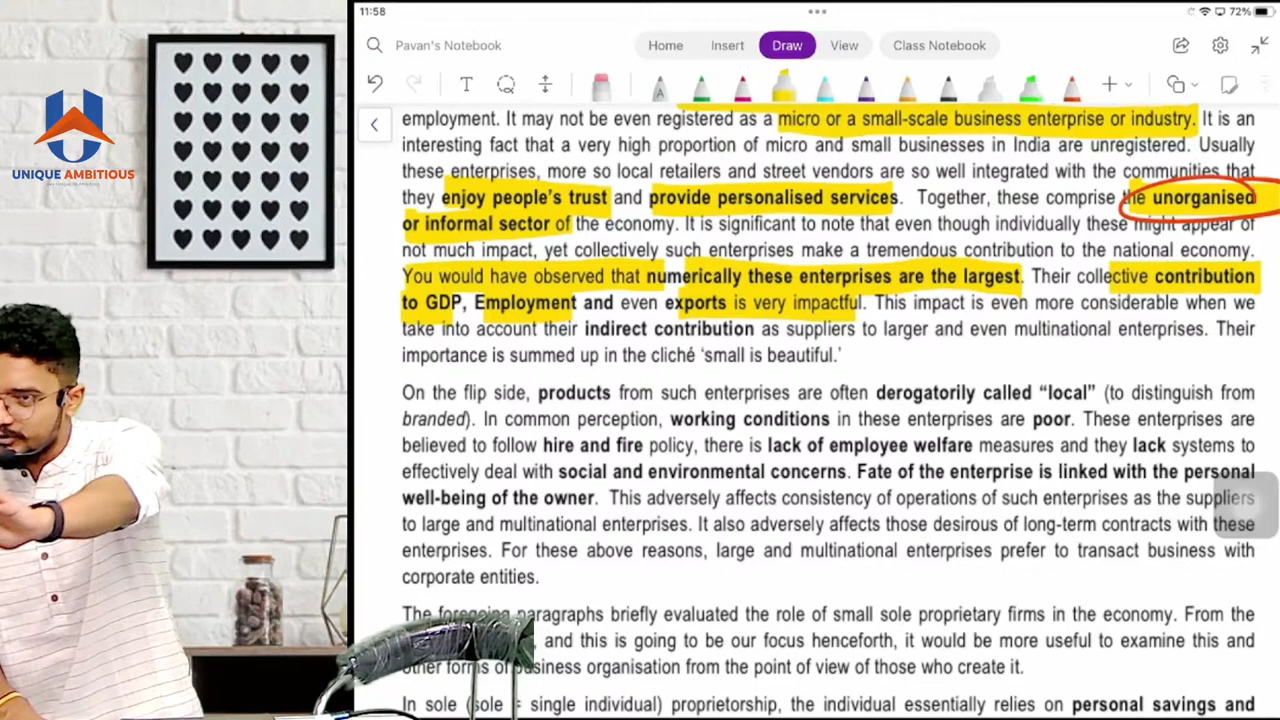 11:58
72%
Pavan's Notebook
Home
Insert
Draw
View
Class Notebook
UNIQUE AMBITIOUS
employment. It may not be even registered as a micro or a small-scale business enterprise or industry. It is an
interesting fact that a very high proportion of micro and small businesses in India are unregistered. Usually
these enterprises, more so local retailers and street vendors are so well integrated with the communities that
they enjoy people's trust and provide personalised services. Together, these comprise the unorganised
or informal sector of the economy. It is significant to note that even though individually these might appear of
not much impact, yet collectively such enterprises make a tremendous contribution to the national economy.
You would have observed that numerically these enterprises are the largest. Their collective contribution
to GDP, Employment and even exports is very impactful. This impact is even more considerable when we
take into account their indirect contribution as suppliers to larger and even multinational enterprises. Their
importance is summed up in the cliché 'small is beautiful.'
On the flip side, products from such enterprises are often derogatorily called “local” (to distinguish from
branded). In common perception, working conditions in these enterprises are poor. These enterprises are
believed to follow hire and fire policy, there is lack of employee welfare measures and they lack systems to
effectively deal with social and environmental concerns. Fate of the enterprise is linked with the personal
well-being of the owner. This adversely affects consistency of operations of such enterprises as the suppliers
to large and multinational enterprises. It also adversely affects those desirous of long-term contracts with these
enterprises. For these above reasons, large and multinational enterprises prefer to transact business with
corporate entities.
The foregoing paragraphs briefly evaluated the role of small sole proprietary firms in the economy. From the
and this is going to be our focus henceforth, it would be more useful to examine this and
other forms of business organisation from the point of view of those who create it.
In sole (sole = single individual) proprietorship, the individual essentially relies on personal savings and